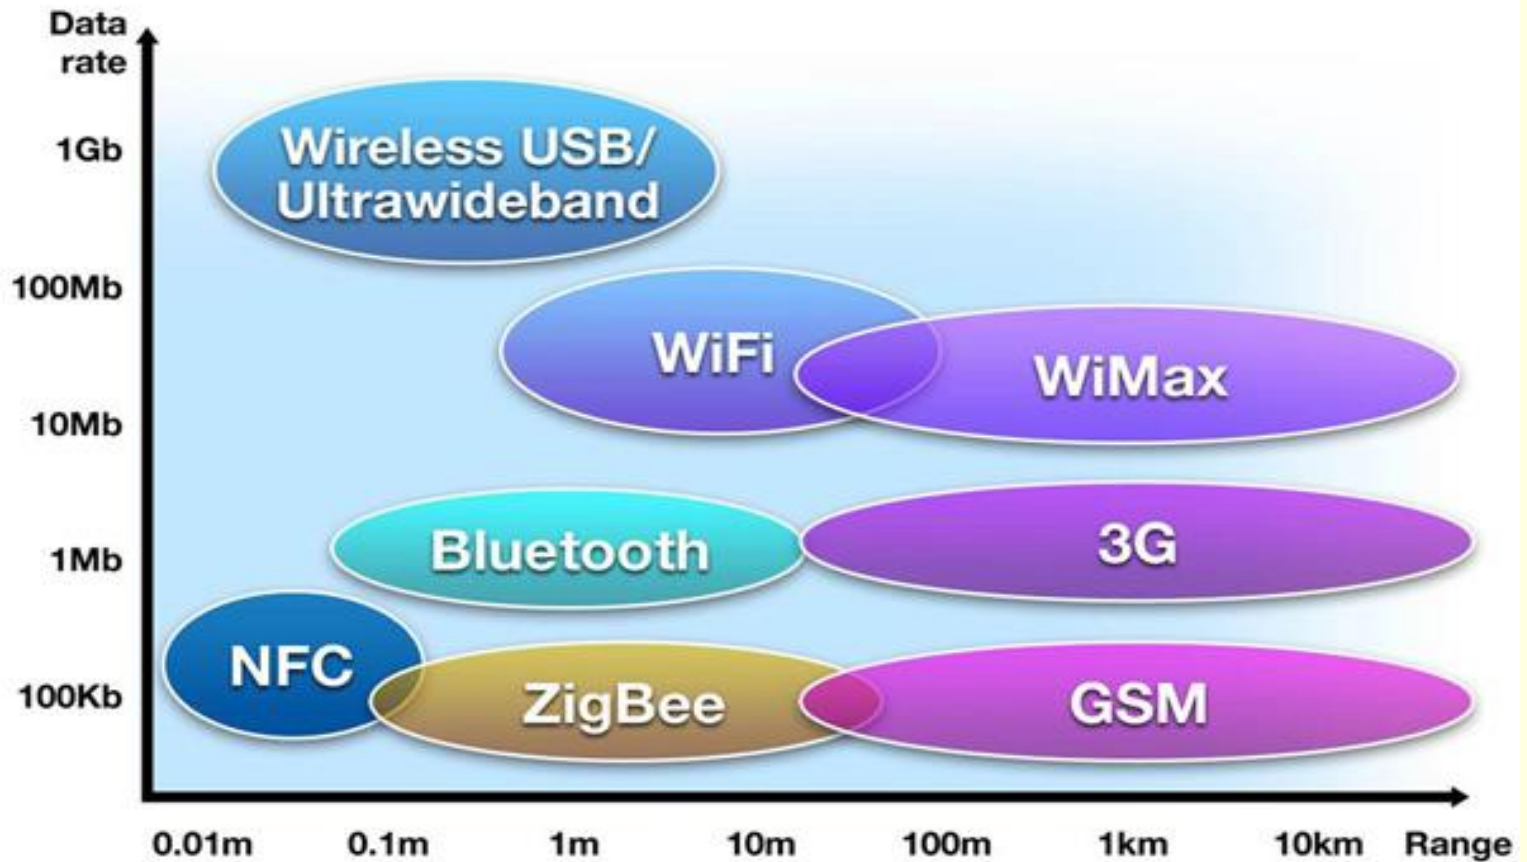 Data
rate
1Gb
100Mb
10Mb
1Mb
100Kb
Wireless USB/
Ultrawideband
WiFi
WiMax
Bluetooth
3G
NFC
ZigBee
GSM
0.01m 0.1m 1m 10m 100m 1km 10km Range